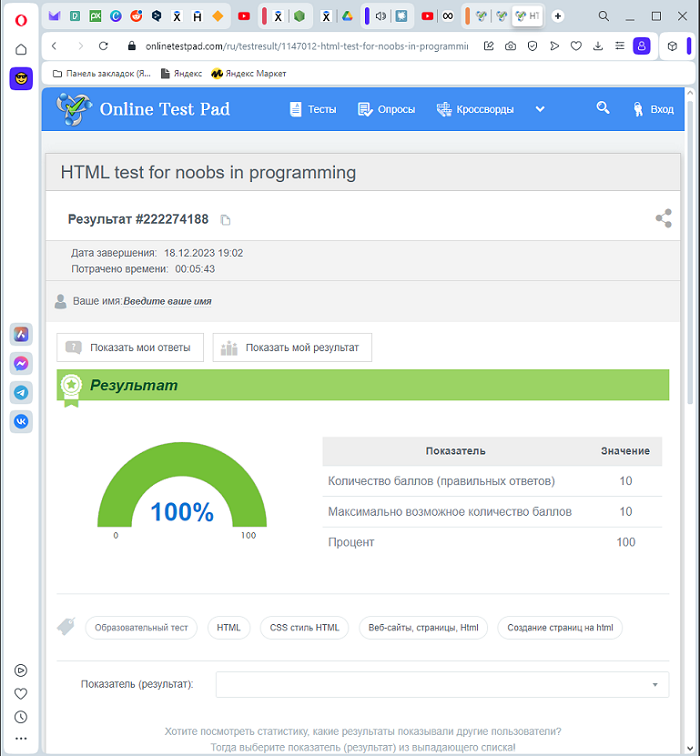 onlinetestpad.com/ru/testresult/1147012-html-test-for-noobs-in-programmin
Панель закладок (Я...
Яндекс
Яндекс Маркет
Online Test Pad
Тесты
Опросы
Кроссворды
Вход
HTML test for noobs in programming
Результат #222274188
Дата завершения: 18.12.2023 19:02
Потрачено времени: 00:05:43
Ваше имя:Введите ваше имя
Показать мои ответы
Показать мой результат
Результат
100%
0
100
Показатель Значение
Количество баллов (правильных ответов) 10
Максимально возможное количество баллов 10
Процент 100
Образовательный тест
HTML
CSS стиль HTML
Веб-сайты, страницы, Html
Создание страниц на html
Показатель (результат):
Хотите посмотреть статистику, какие результаты показывали другие пользователи?
Тогда выберите показатель (результат) из выпадающего списка!